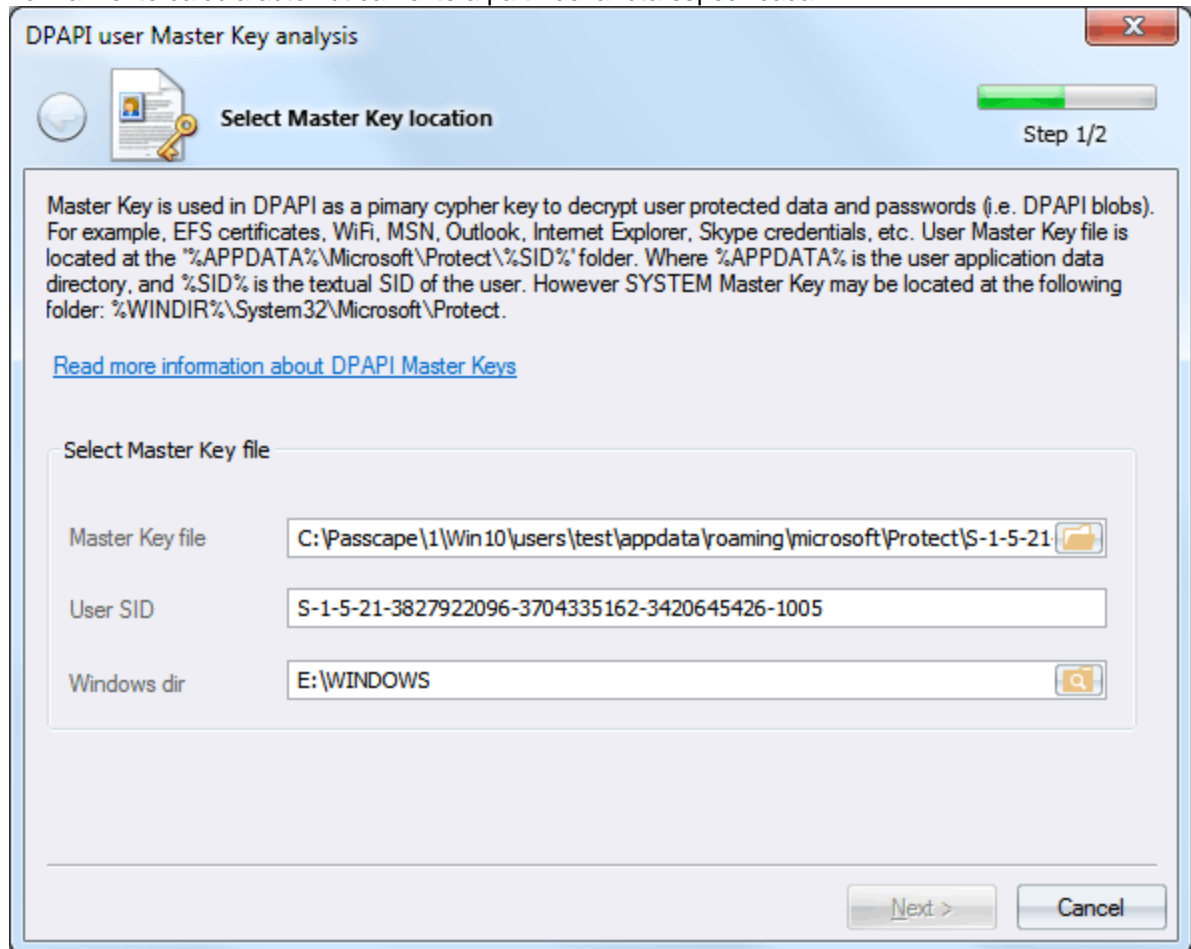 DPAPI user Master Key analysis
Select Master Key location
Step 1/2
Master Key is used in DPAPI as a pimary cypher key to decrypt user protected data and passwords (i.e. DPAPI blobs).
For example, EFS certificates, WiFi, MSN, Outlook, Internet Explorer, Skype credentials, etc. User Master Key file is
located at the '%APPDATA%\Microsoft\Protect\%SID%' folder. Where %APPDATA% is the user application data
directory, and %SID% is the textual SID of the user. However SYSTEM Master Key may be located at the following
folder: %WINDIR%\System32\Microsoft\Protect.
Read more information about DPAPI Master Keys
Select Master Key file
Master Key file C:\Passcape\1\Win10\users\test\appdata\roaming\microsoft\Protect\S-1-5-21-
User SID S-1-5-21-3827922096-3704335162-3420645426-1005
Windows dir E:\WINDOWS
Next > Cancel